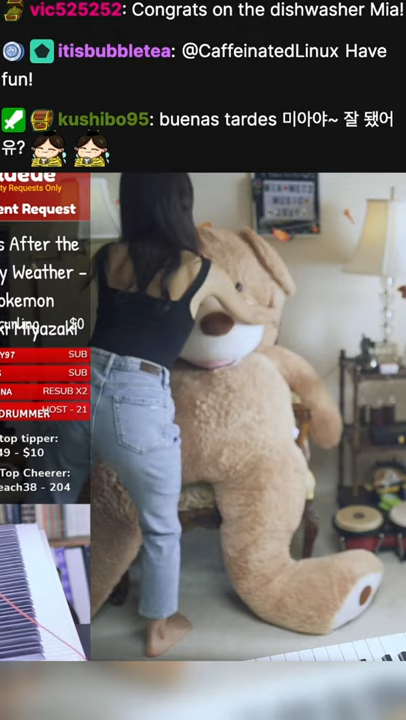 vic525252: Congrats on the dishwasher Mia!
itisbubbletea: @CaffeinatedLinux Have
fun!
kushibo95: buenas tardes 미아야~ 잘 됐어
유?
ty Requests Only
ent Request
s After the
y Weather -
okemon
ki Miyazaki
$0
Y97 SUB
SUB
NA RESUB X2
DRUMMER HOST - 21
top tipper:
49 - $10
Top Cheerer:
each38 - 204